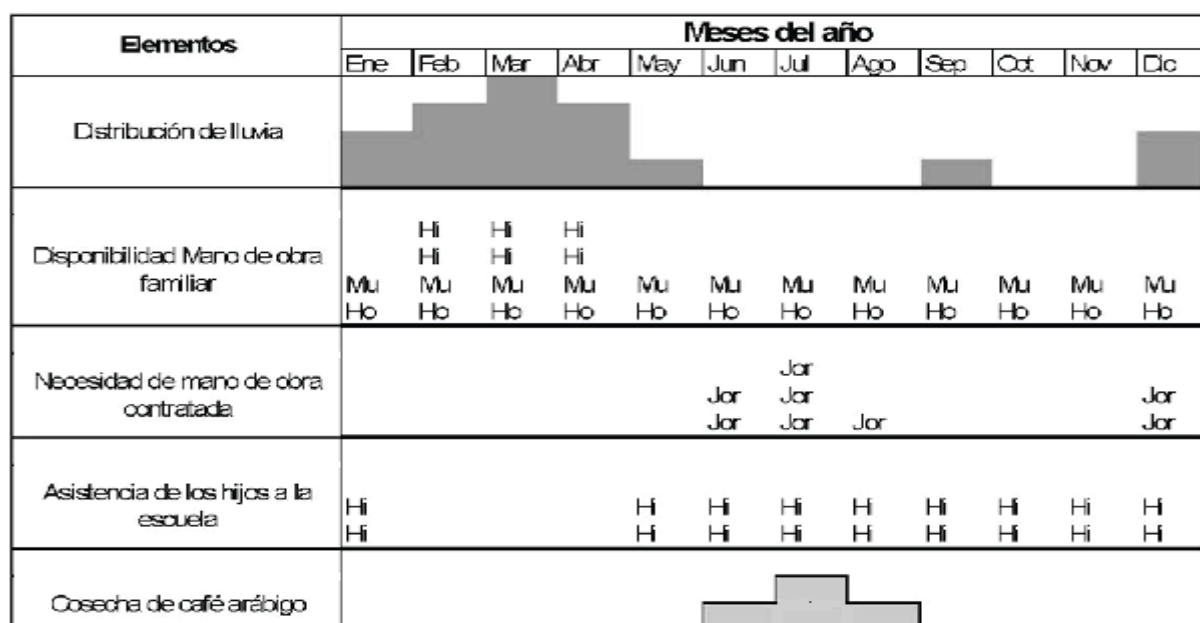 Elementos
Meses del año
Ene Feb Mar Abr May Jun Jul Ago Sep Oct Nov Dic
Distribución de lluvia
Disponibilidad Mano de obra
familiar
Hi Hi Hi
Hi Hi Hi
Mu Mu Mu Mu Mu Mu Mu Mu Mu Mu Mu Mu
Ho Ho Ho Ho Ho Ho Ho Ho Ho Ho Ho Ho
Necesidad de mano de obra
contratada
Jor
Jor Jor Jor
Jor Jor Jor Jor
Asistencia de los hijos a la
escuela
Hi Hi Hi Hi Hi Hi Hi Hi Hi
Hi Hi Hi Hi Hi Hi Hi Hi Hi
Cosecha de café arábigo